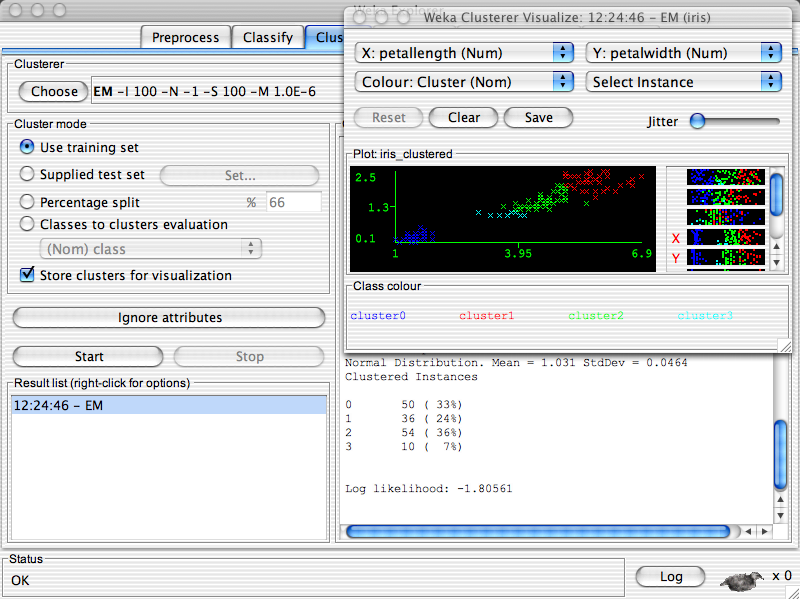 Weka Clusterer Visualize: 12:24:46 – EM (iris)
Preprocess
Classify
Clus
X: petallength (Num)
Y: petalwidth (Num)
Colour: Cluster (Nom)
Select Instance
Reset
Clear
Save
Jitter
Clusterer
Choose
EM –I 100 –N –1 –S 100 –M 1.0E–6
Cluster mode
Use training set
Supplied test set
Set...
Percentage split
%
66
Classes to clusters evaluation
(Nom) class
Store clusters for visualization
Ignore attributes
Start
Stop
Result list (right-click for options)
12:24:46 – EM
Plot: iris_clustered
2.5
1.3
0.1
1
3.95
6.9
X
Y
Class colour
cluster0
cluster1
cluster2
cluster3
Normal Distribution. Mean = 1.031 StdDev = 0.0464
Clustered Instances
0 50 ( 33%)
1 36 ( 24%)
2 54 ( 36%)
3 10 ( 7%)
Log likelihood: -1.80561
Status
OK
Log
x 0